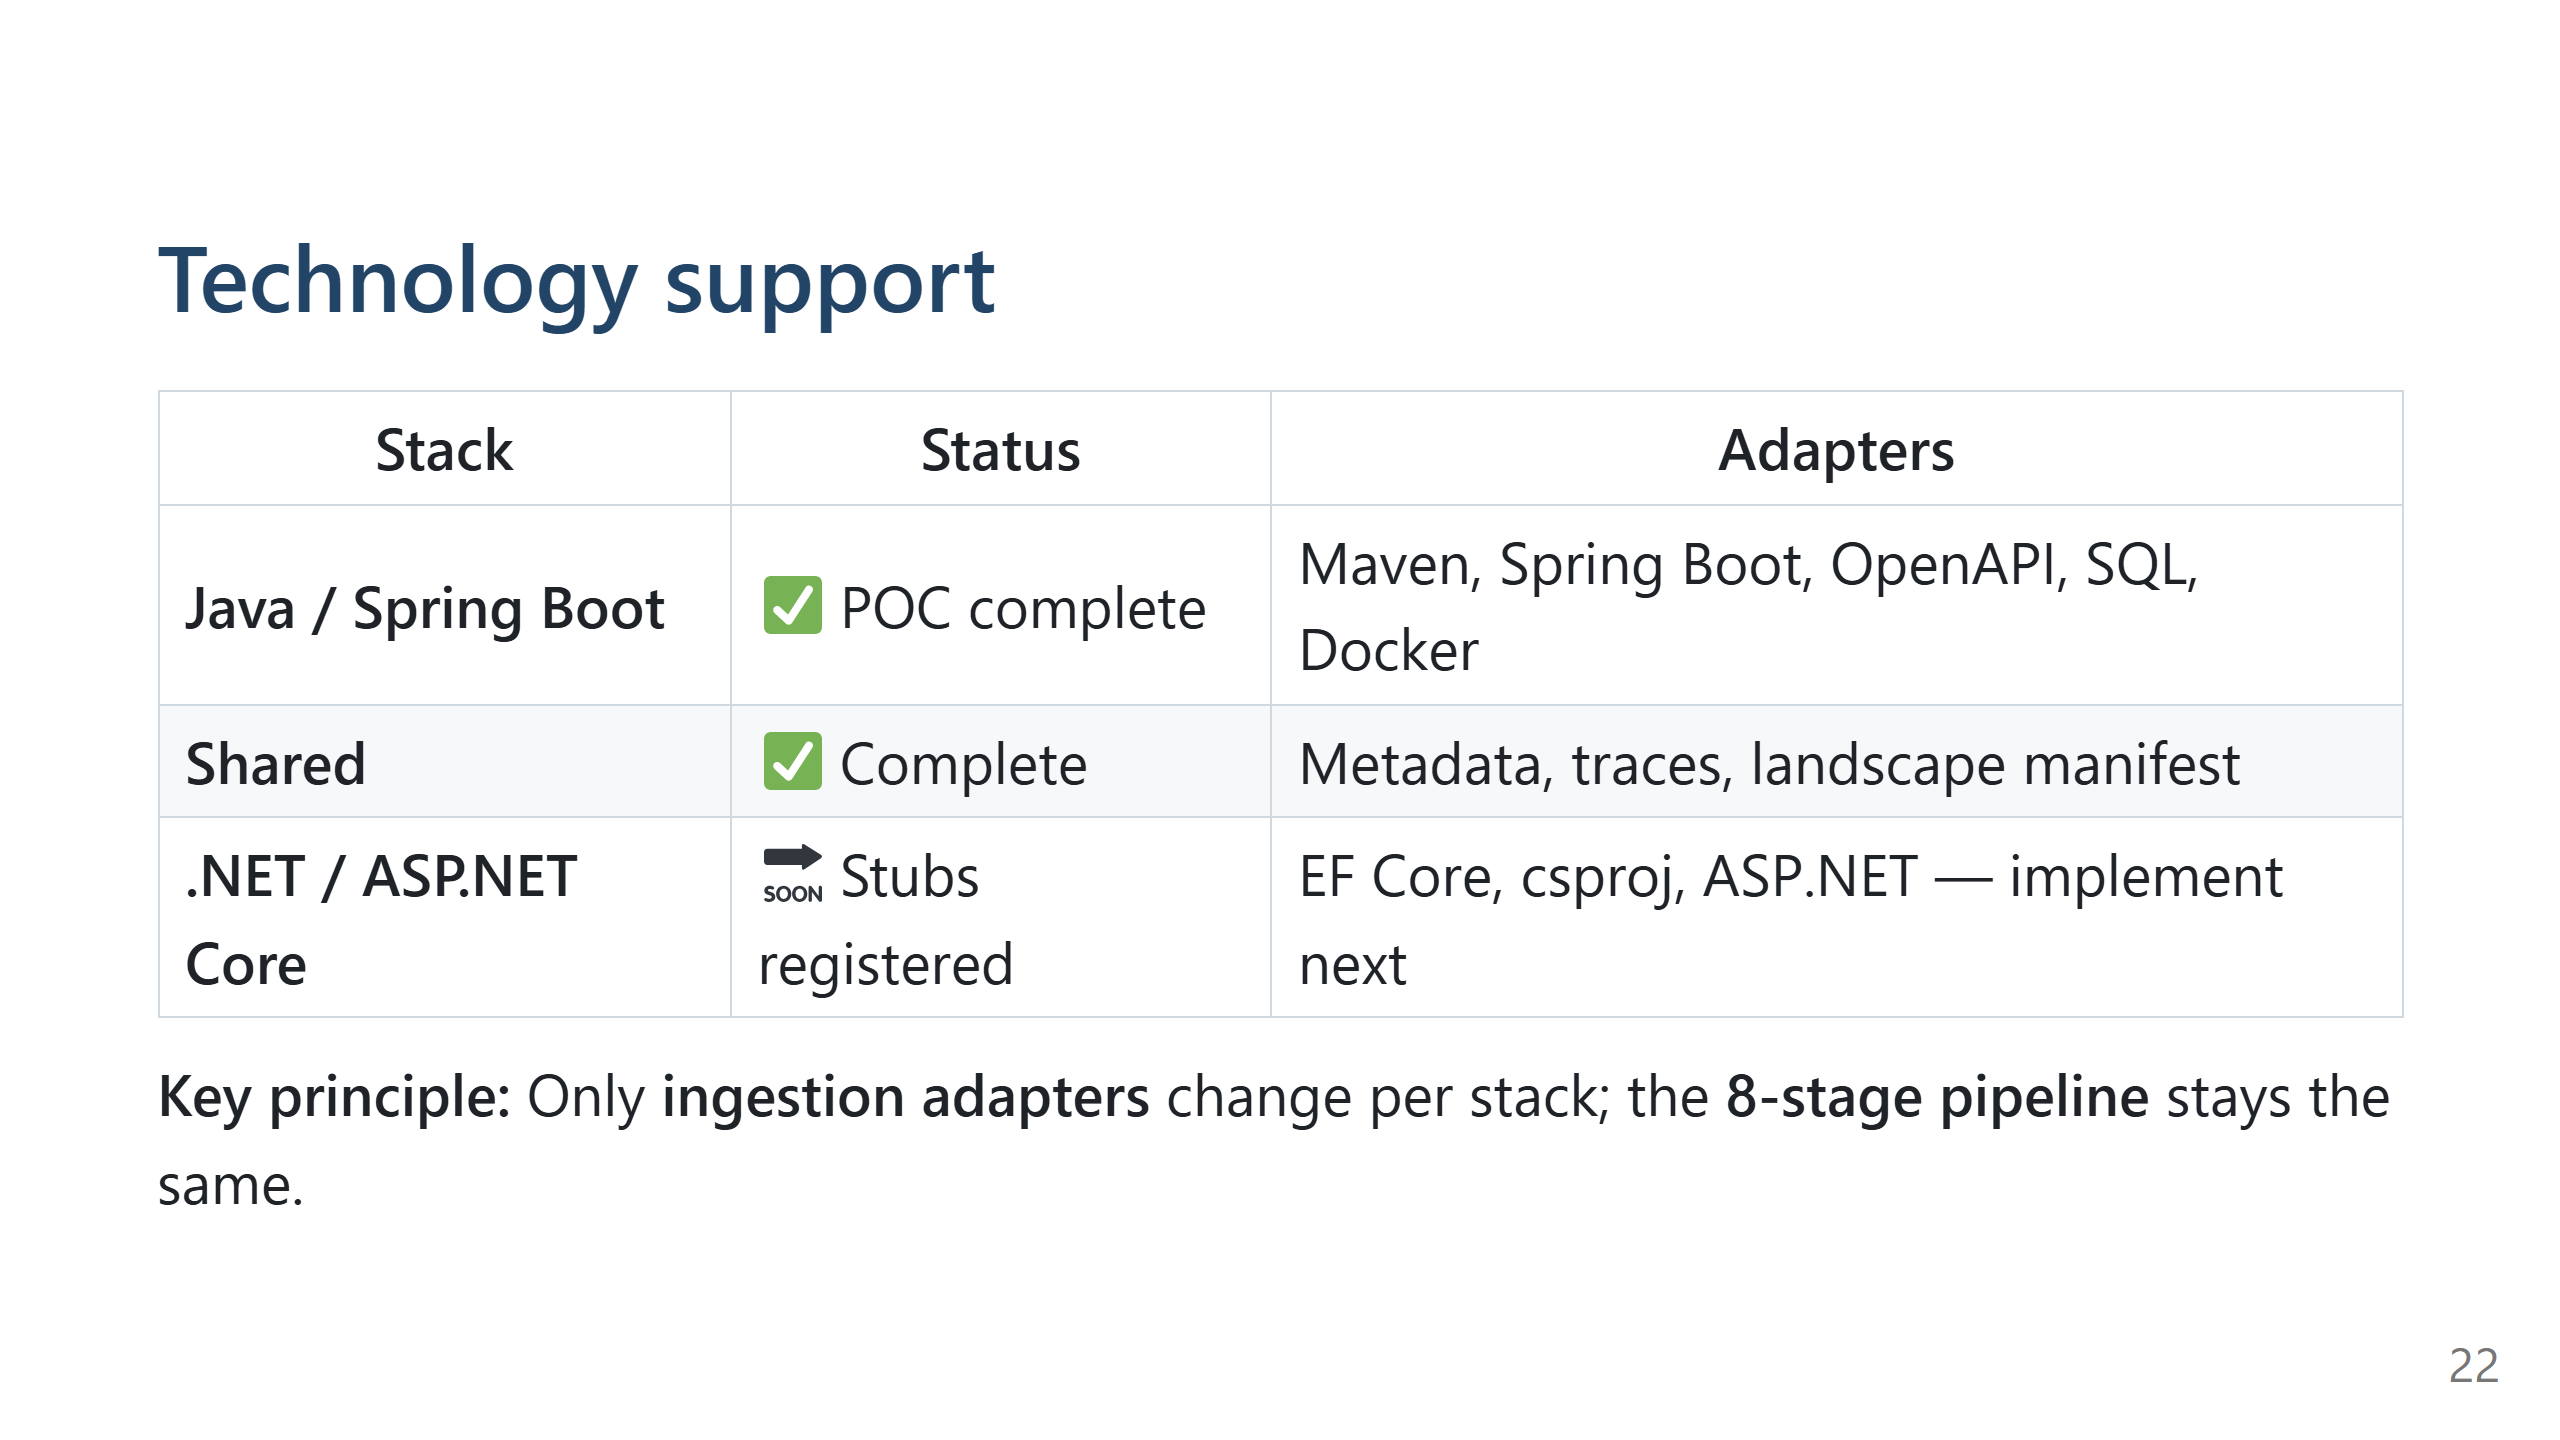 Technology support
Stack Status Adapters
Java / Spring Boot ✅ POC complete Maven, Spring Boot, OpenAPI, SQL,
Docker
Shared ✅ Complete Metadata, traces, landscape manifest
.NET / ASP.NET 🔜 Stubs EF Core, csproj, ASP.NET — implement
Core registered next
Key principle: Only ingestion adapters change per stack; the 8-stage pipeline stays the
same.
22